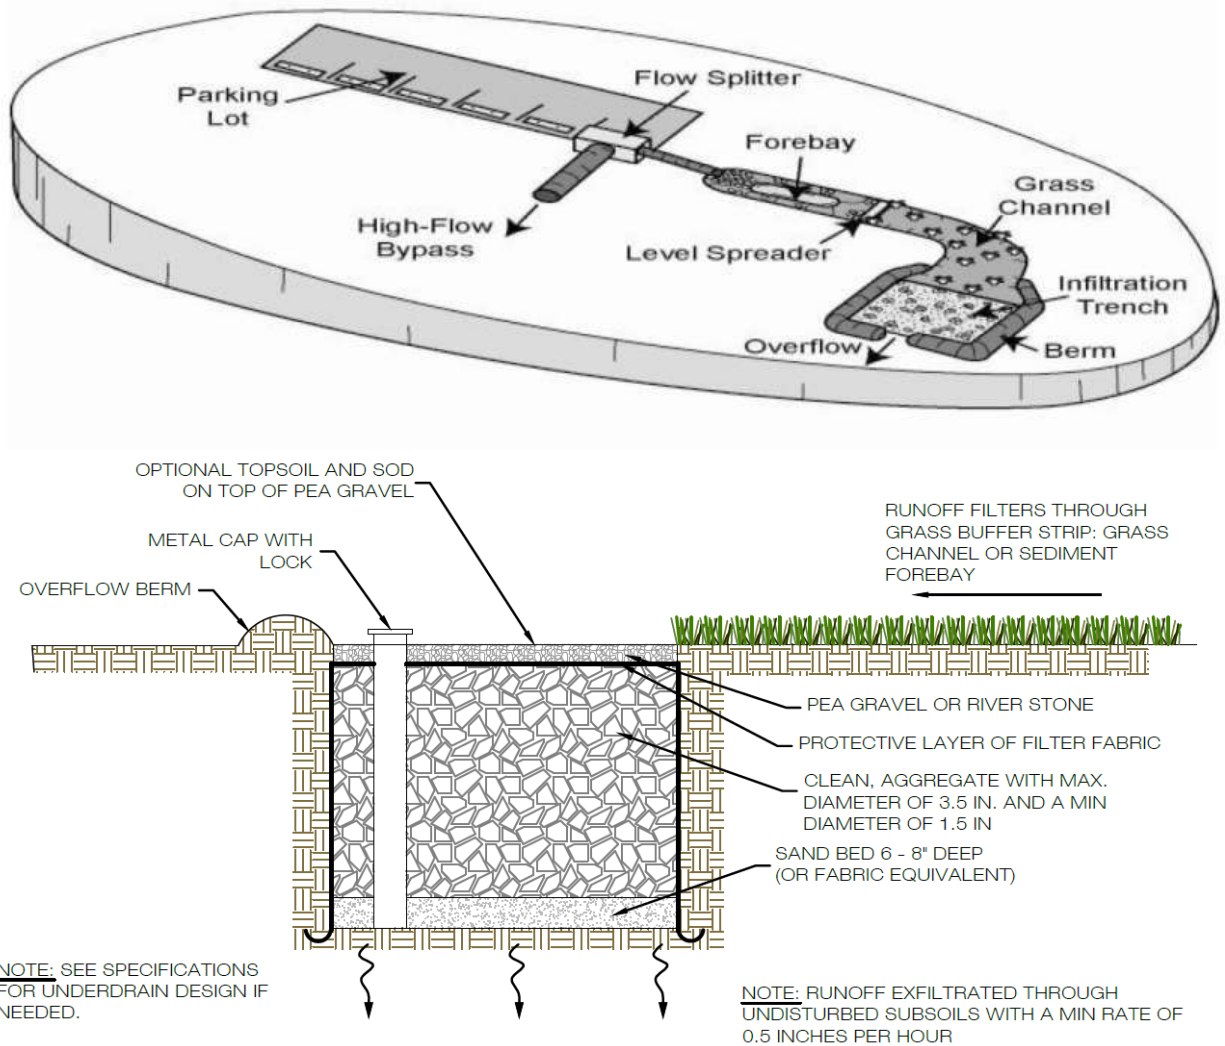 Flow Splitter
Parking
Lot
Forebay
Grass
Channel
High-Flow
Bypass
Level Spreader
Infiltration
Trench
Overflow
Berm
OPTIONAL TOPSOIL AND SOD
ON TOP OF PEA GRAVEL
METAL CAP WITH
LOCK
OVERFLOW BERM
RUNOFF FILTERS THROUGH
GRASS BUFFER STRIP: GRASS
CHANNEL OR SEDIMENT
FOREBAY
PEA GRAVEL OR RIVER STONE
PROTECTIVE LAYER OF FILTER FABRIC
CLEAN, AGGREGATE WITH MAX.
DIAMETER OF 3.5 IN. AND A MIN
DIAMETER OF 1.5 IN
SAND BED 6 - 8" DEEP
(OR FABRIC EQUIVALENT)
NOTE: SEE SPECIFICATIONS
FOR UNDERDRAIN DESIGN IF
NEEDED.
NOTE: RUNOFF EXFILTRATED THROUGH
UNDISTURBED SUBSOILS WITH A MIN RATE OF
0.5 INCHES PER HOUR